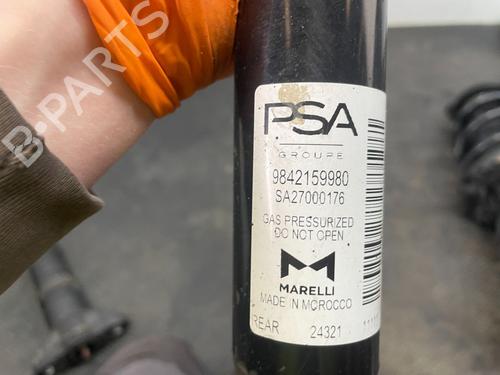 PSA
GROUPE
9842159980
SA27000176
GAS PRESSURIZED
DO NOT OPEN
MARELLI
MADE IN MOROCCO
REAR 24321
B-PARTS